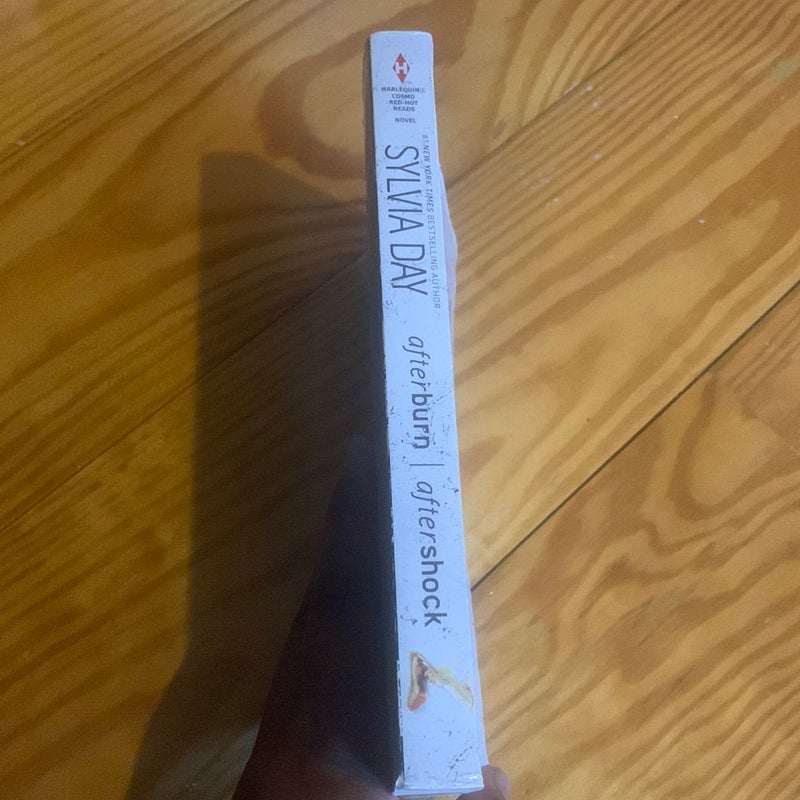 HARLEQUIN®
COSMO
RED-HOT
READS
NOVEL
#1 NEW YORK TIMES BESTSELLING AUTHOR
SYLVIA DAY
afterburn | aftershock